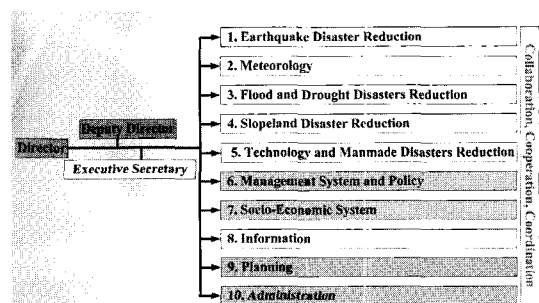 1. Earthquake Disaster Reduction
2. Meteorology
3. Flood and Drought Disasters Reduction
4. Slopeland Disaster Reduction
5. Technology and Manmade Disasters Reduction
6. Management System and Policy
7. Socio-Economic System
8. Information
9. Planning
10. Administration
Deputy Director
Director
Executive Secretary
Collaboration, Cooperation, Coordination